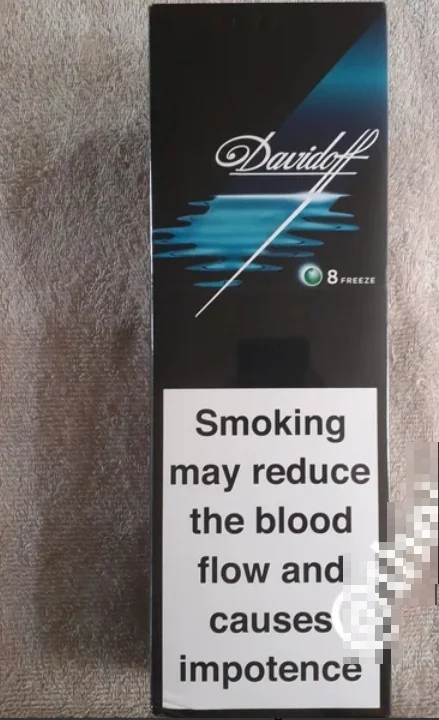 Davidoff
8 FREEZE
Smoking
may reduce
the blood
flow and
causes
impotence